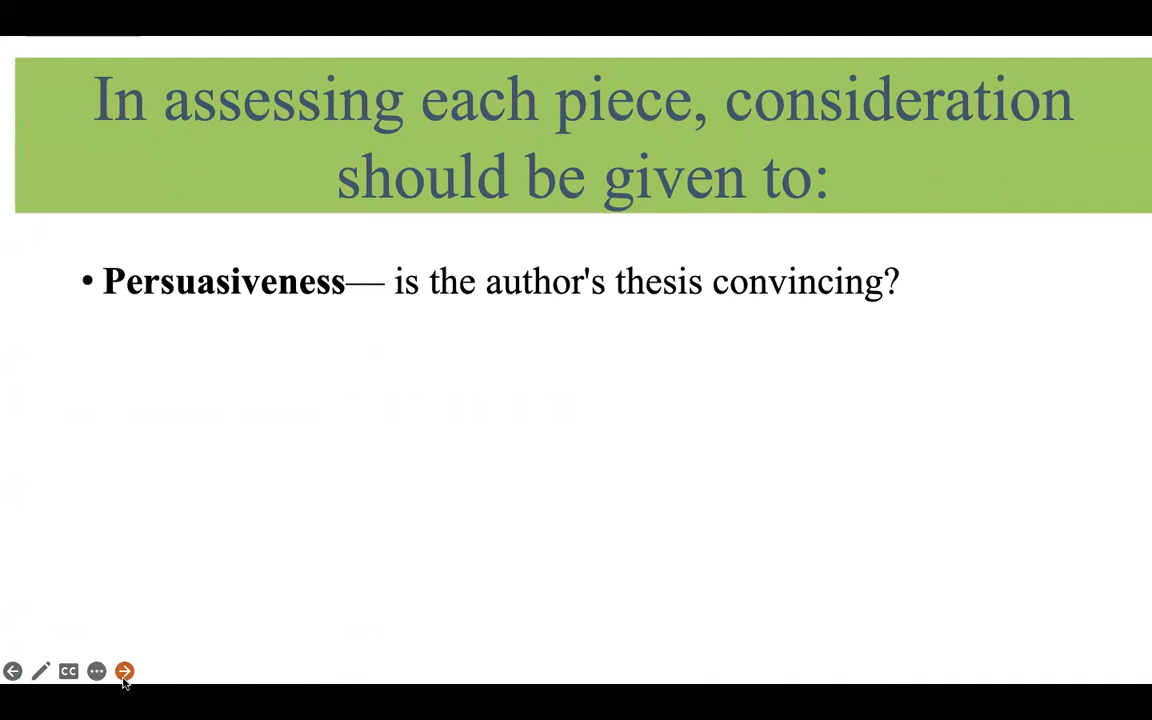 In assessing each piece, consideration
should be given to:
• Persuasiveness— is the author's thesis convincing?
CC